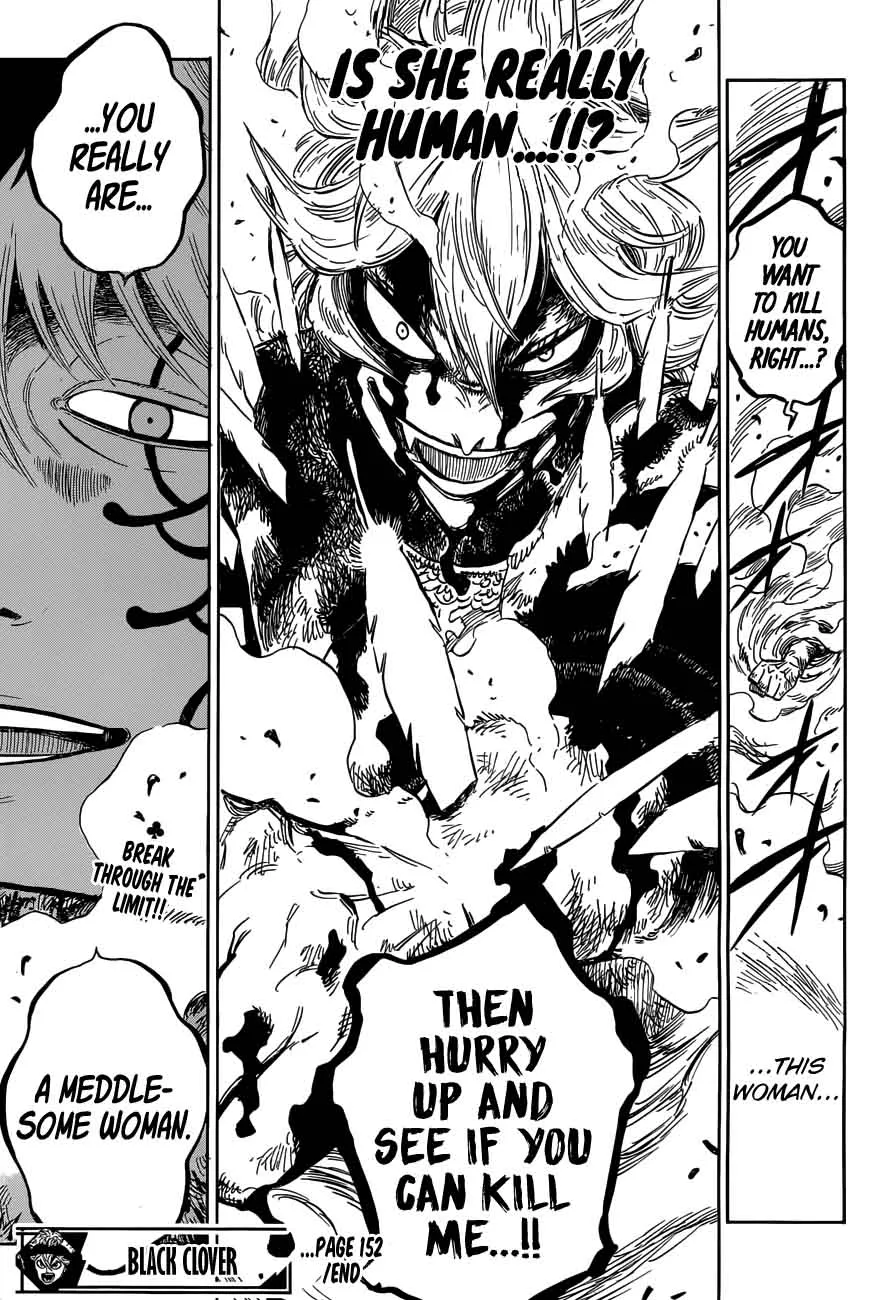 YOU
WANT
TO KILL
HUMANS,
RIGHT...?
...THIS
WOMAN...
IS SHE REALLY
HUMAN....!!?
THEN
HURRY
UP AND
SEE IF YOU
CAN KILL
ME...!!
...YOU
REALLY
ARE...
BREAK
THROUGH THE
LIMIT!!
A MEDDLE-
SOME WOMAN.
BLACK CLOVER
...PAGE 152
/END